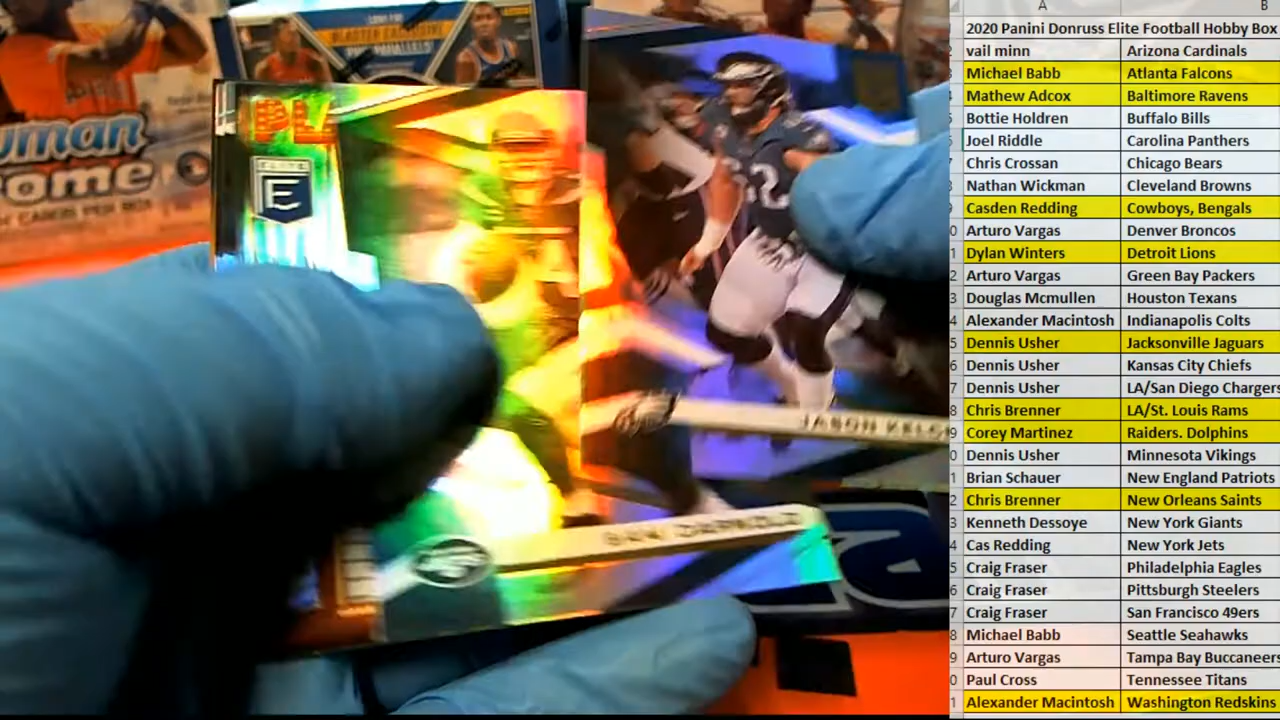 A B
2020 Panini Donruss Elite Football Hobby Box
vail minn Arizona Cardinals
Michael Babb Atlanta Falcons
Mathew Adcox Baltimore Ravens
Bottie Holdren Buffalo Bills
Joel Riddle Carolina Panthers
Chris Crossan Chicago Bears
Nathan Wickman Cleveland Browns
Casden Redding Cowboys, Bengals
Arturo Vargas Denver Broncos
Dylan Winters Detroit Lions
Arturo Vargas Green Bay Packers
Douglas Mcmullen Houston Texans
Alexander Macintosh Indianapolis Colts
Dennis Usher Jacksonville Jaguars
Dennis Usher Kansas City Chiefs
Dennis Usher LA/San Diego Chargers
Chris Brenner LA/St. Louis Rams
Corey Martinez Raiders. Dolphins
Dennis Usher Minnesota Vikings
Brian Schauer New England Patriots
Chris Brenner New Orleans Saints
Kenneth Dessoye New York Giants
Cas Redding New York Jets
Craig Fraser Philadelphia Eagles
Craig Fraser Pittsburgh Steelers
Craig Fraser San Francisco 49ers
Michael Babb Seattle Seahawks
Arturo Vargas Tampa Bay Buccaneers
Paul Cross Tennessee Titans
Alexander Macintosh Washington Redskins
BLASTER EXCLUSIVE
ELITE
E
JASON KELC
SAM DARNOLD